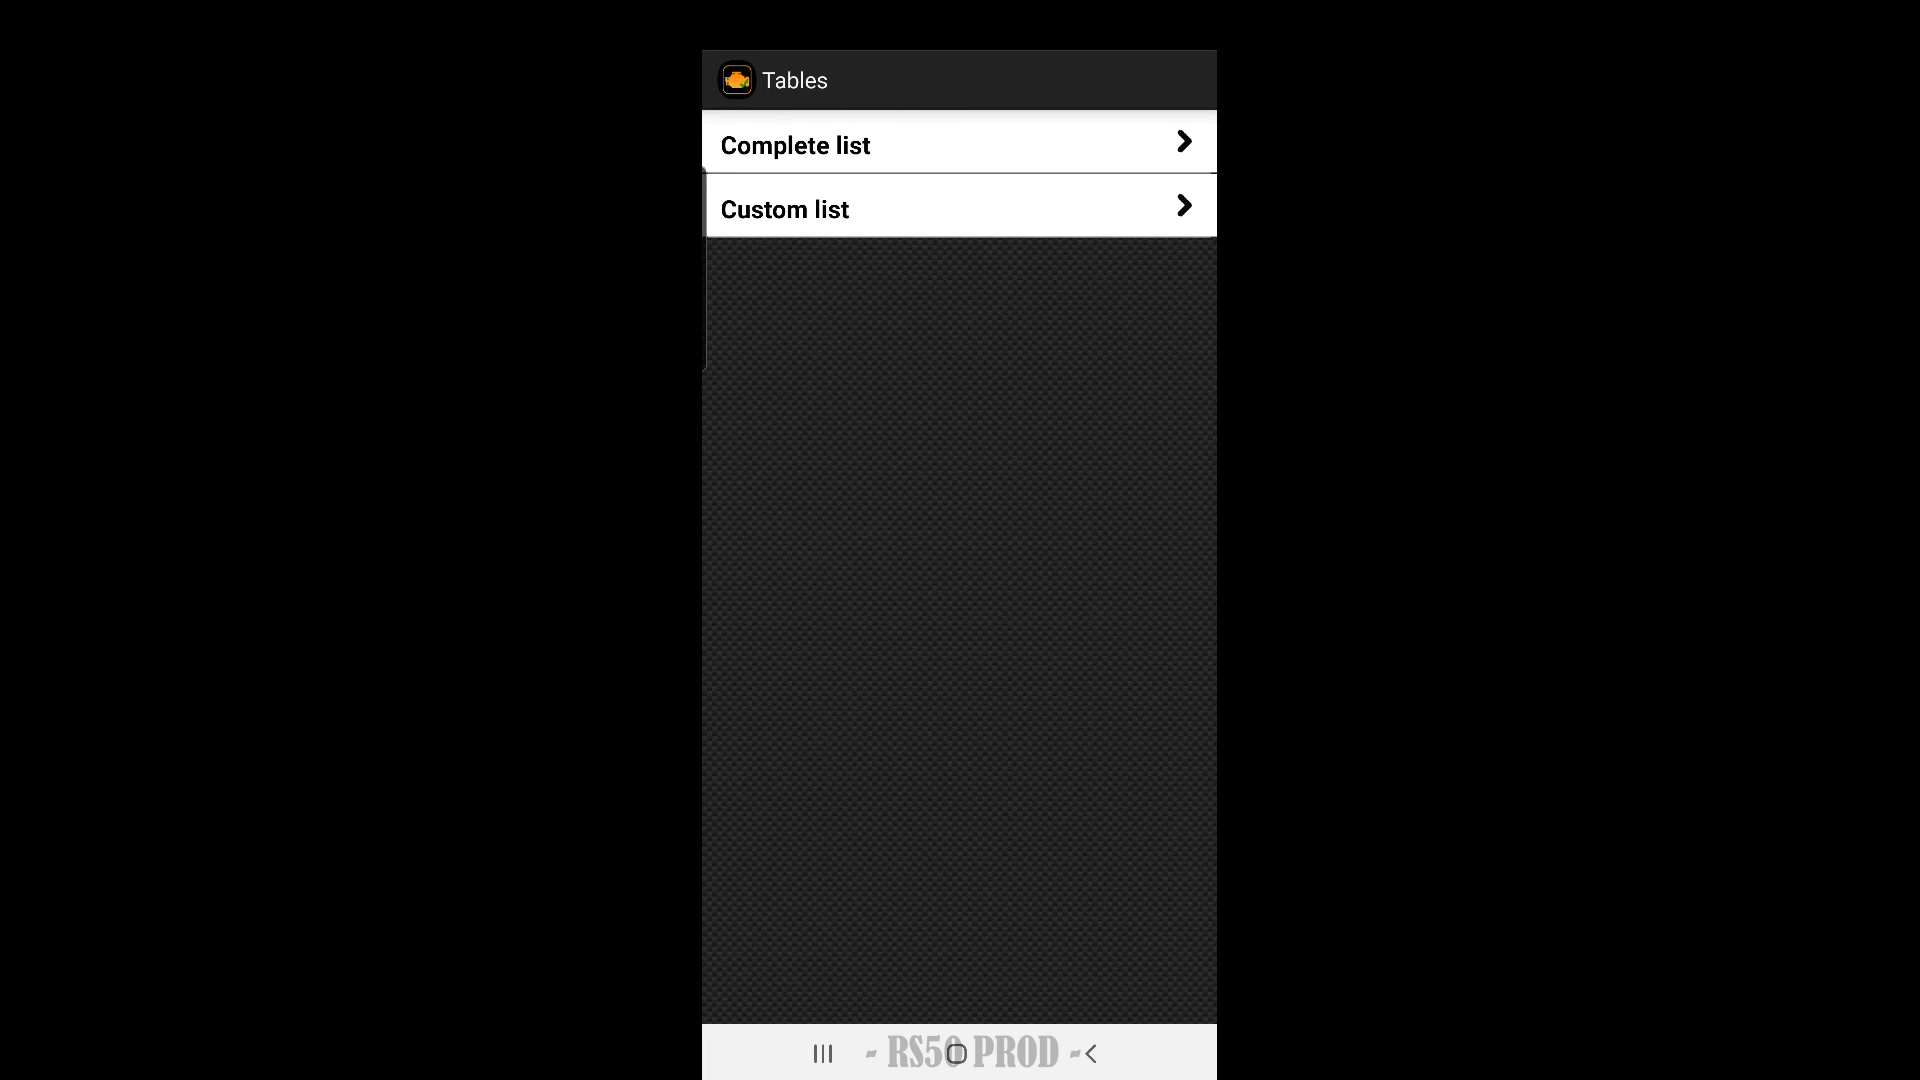 Tables
Complete list
Custom list
- RS50 PROD -